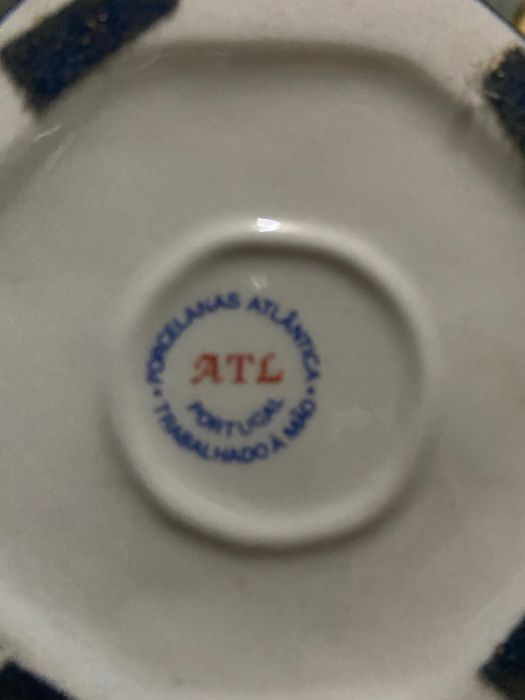 PORCELANAS ATLÂNTICA
ATL
PORTUGAL
TRABALHADO À MÃO